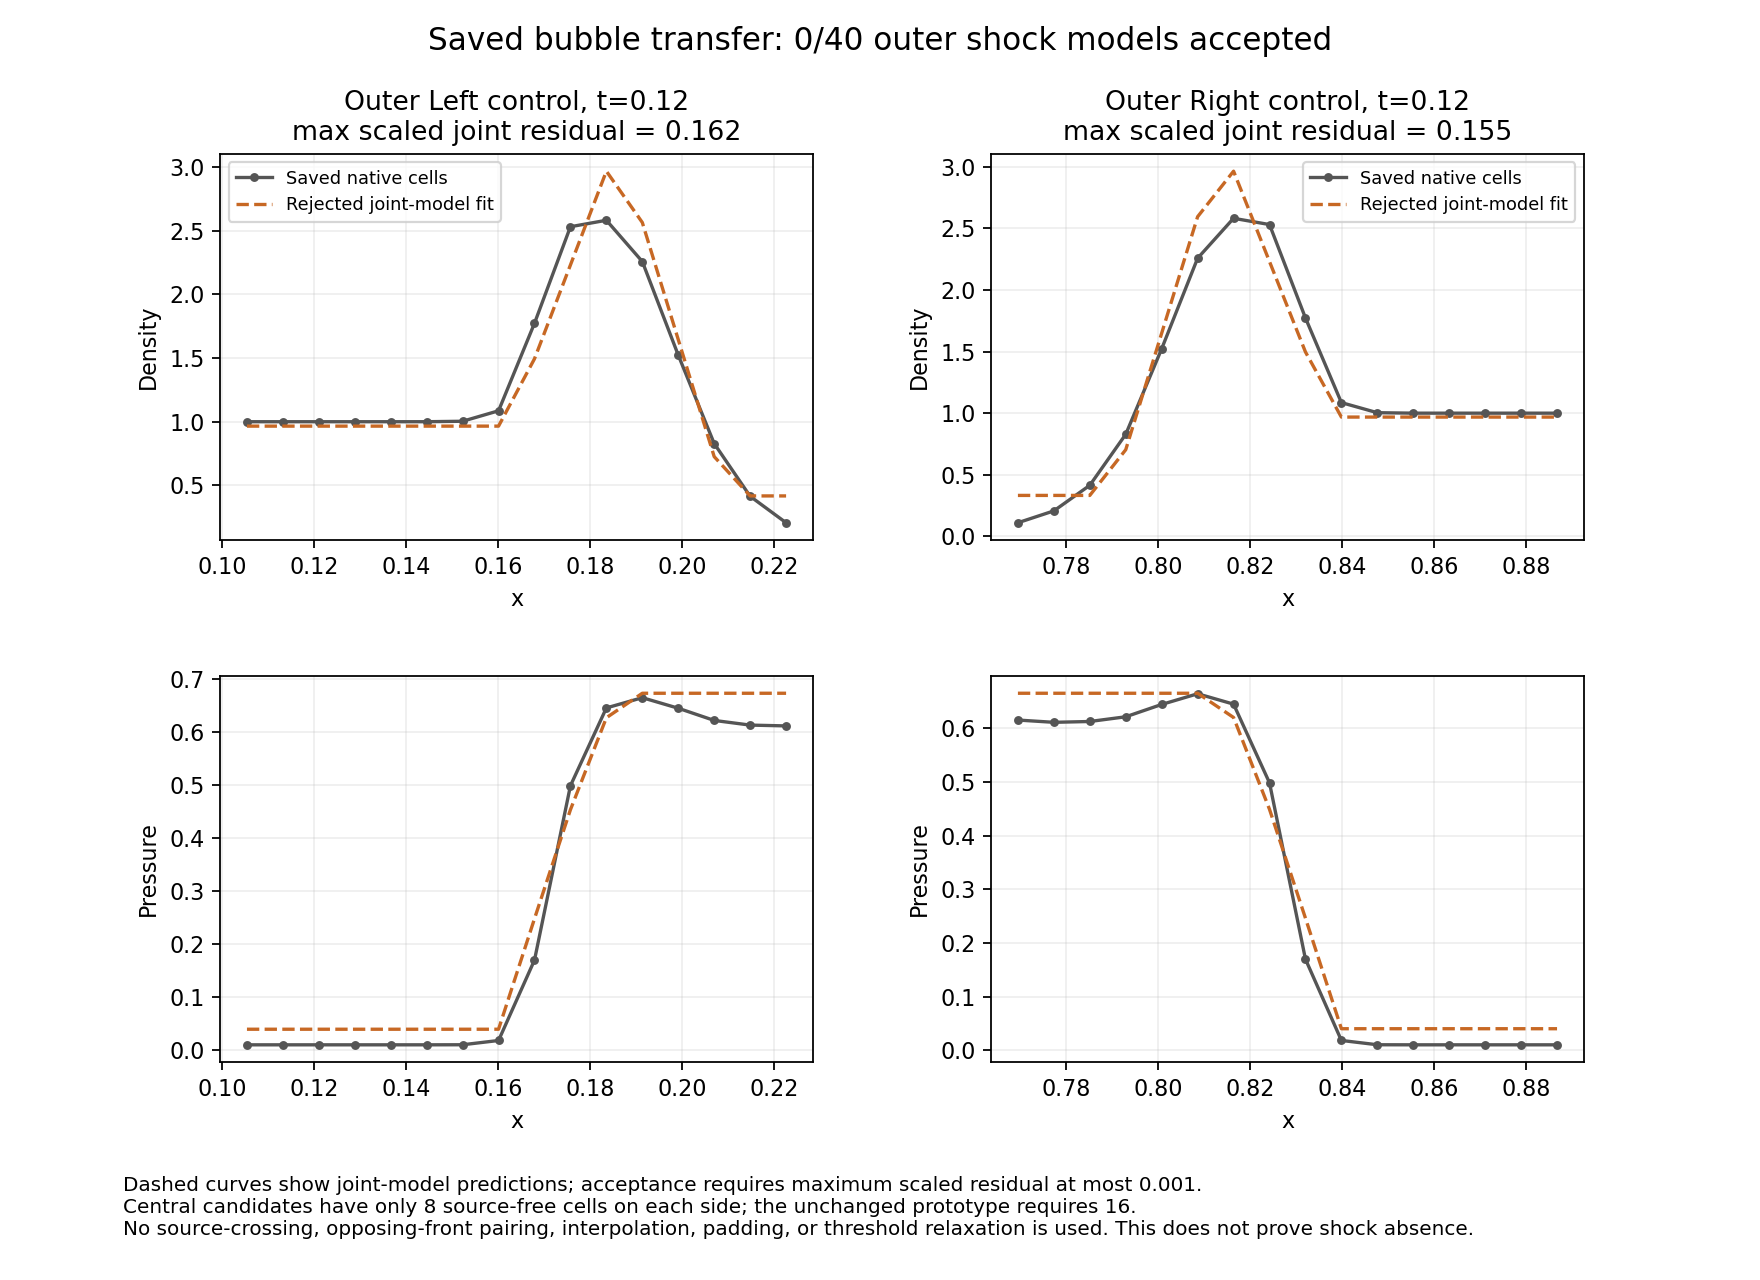 Saved bubble transfer: 0/40 outer shock models accepted
Outer Left control, t=0.12
max scaled joint residual = 0.162
3.0
2.5
2.0
1.5
1.0
0.5
Density
Saved native cells
Rejected joint-model fit
0.10 0.12 0.14 0.16 0.18 0.20 0.22
x
Outer Right control, t=0.12
max scaled joint residual = 0.155
3.0
2.5
2.0
1.5
1.0
0.5
0.0
Density
Saved native cells
Rejected joint-model fit
0.78 0.80 0.82 0.84 0.86 0.88
x
0.7
0.6
0.5
0.4
0.3
0.2
0.1
0.0
Pressure
0.10 0.12 0.14 0.16 0.18 0.20 0.22
x
0.6
0.5
0.4
0.3
0.2
0.1
0.0
Pressure
0.78 0.80 0.82 0.84 0.86 0.88
x
Dashed curves show joint-model predictions; acceptance requires maximum scaled residual at most 0.001.
Central candidates have only 8 source-free cells on each side; the unchanged prototype requires 16.
No source-crossing, opposing-front pairing, interpolation, padding, or threshold relaxation is used. This does not prove shock absence.